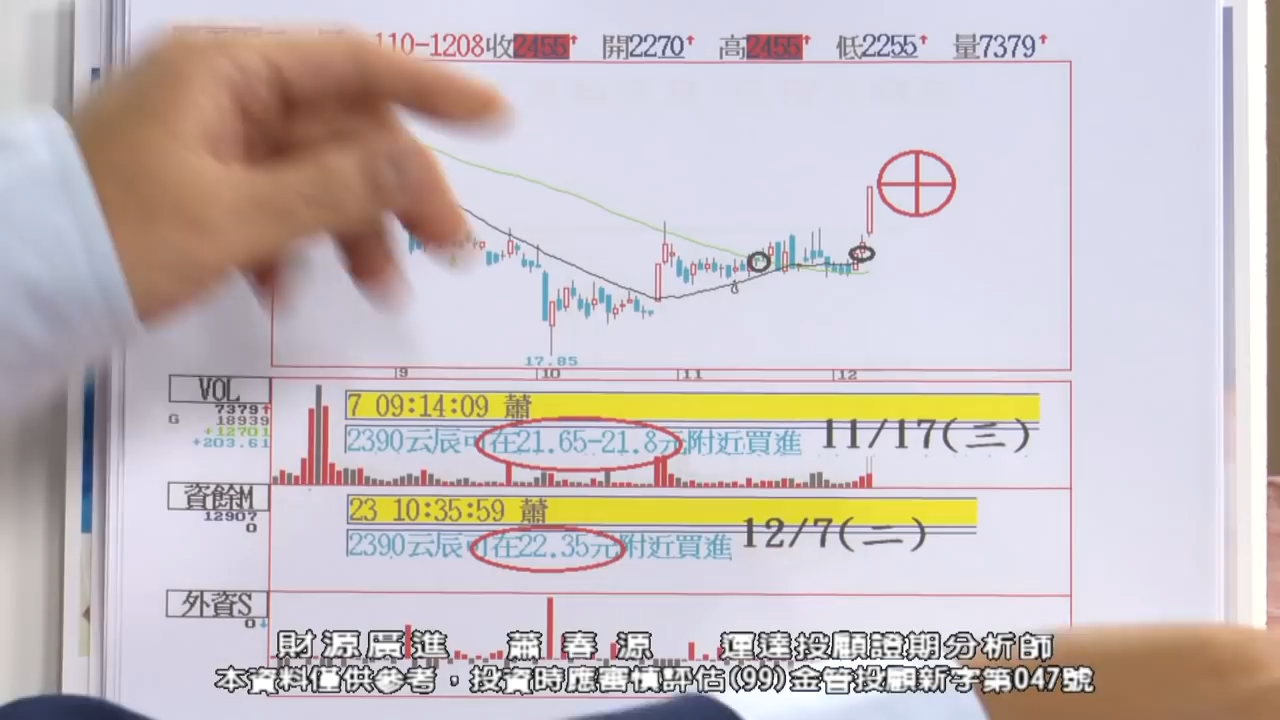 110-1208收2455↑ 開2270↑ 高2455↑ 低2255↑ 量7379↑
17.85
9 10 11 12
VOL
7379↑
G 18939
+12701
+203.61
7 09:14:09 蕭
2390云辰可在21.65-21.8元附近買進 11/17(三)
資餘M
12907
0
23 10:35:59 蕭
2390云辰可在22.35元附近買進 12/7(二)
外資S
0↓
財源廣進 蕭春源 運達投顧證期分析師
本資料僅供參考，投資時應審慎評估(99)金管投顧新字第047號